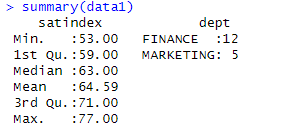 > summary(data1)
satindex dept
Min. :53.00 FINANCE :12
1st Qu.:59.00 MARKETING: 5
Median :63.00
Mean :64.59
3rd Qu.:71.00
Max. :77.00